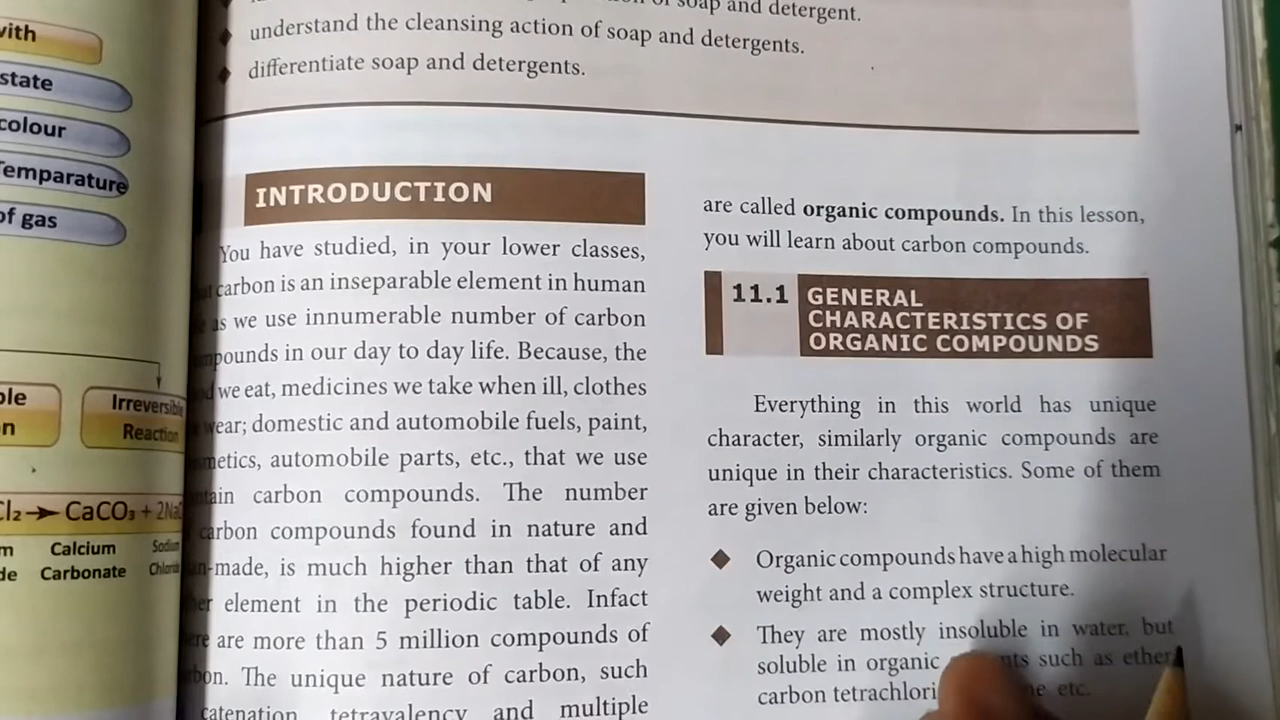 with
state
colour
Temparature
of gas
Irreversible
Reaction
CaCO₃ + 2NaC
Calcium
Carbonate
soap and detergent.
understand the cleansing action of soap and detergents.
differentiate soap and detergents.
INTRODUCTION
You have studied, in your lower classes,
carbon is an inseparable element in human
as we use innumerable number of carbon
in our day to day life. Because, the
we eat, medicines we take when ill, clothes
wear; domestic and automobile fuels, paint,
automobile parts, etc., that we use
carbon compounds. The number
carbon compounds found in nature and
-made, is much higher than that of any
element in the periodic table. Infact
are more than 5 million compounds of
The unique nature of carbon, such
catenation, tetravalency and multiple
are called organic compounds. In this lesson,
you will learn about carbon compounds.
11.1 GENERAL
CHARACTERISTICS OF
ORGANIC COMPOUNDS
Everything in this world has unique
character, similarly organic compounds are
unique in their characteristics. Some of them
are given below:
Organic compounds have a high molecular
weight and a complex structure.
They are mostly insoluble in water, but
soluble in organic such as ether,
carbon etc.